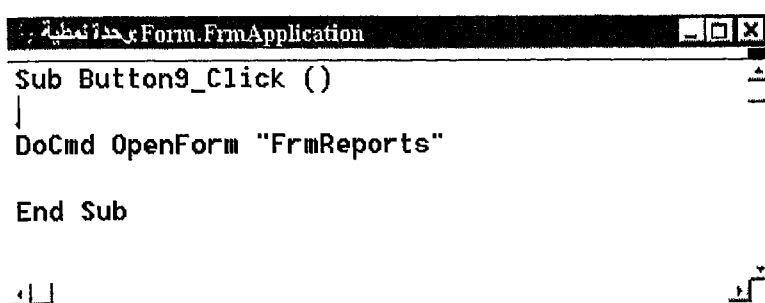 وحدة نمطية : Form.FrmApplication
Sub Button9_Click ()
DoCmd OpenForm "FrmReports"
End Sub